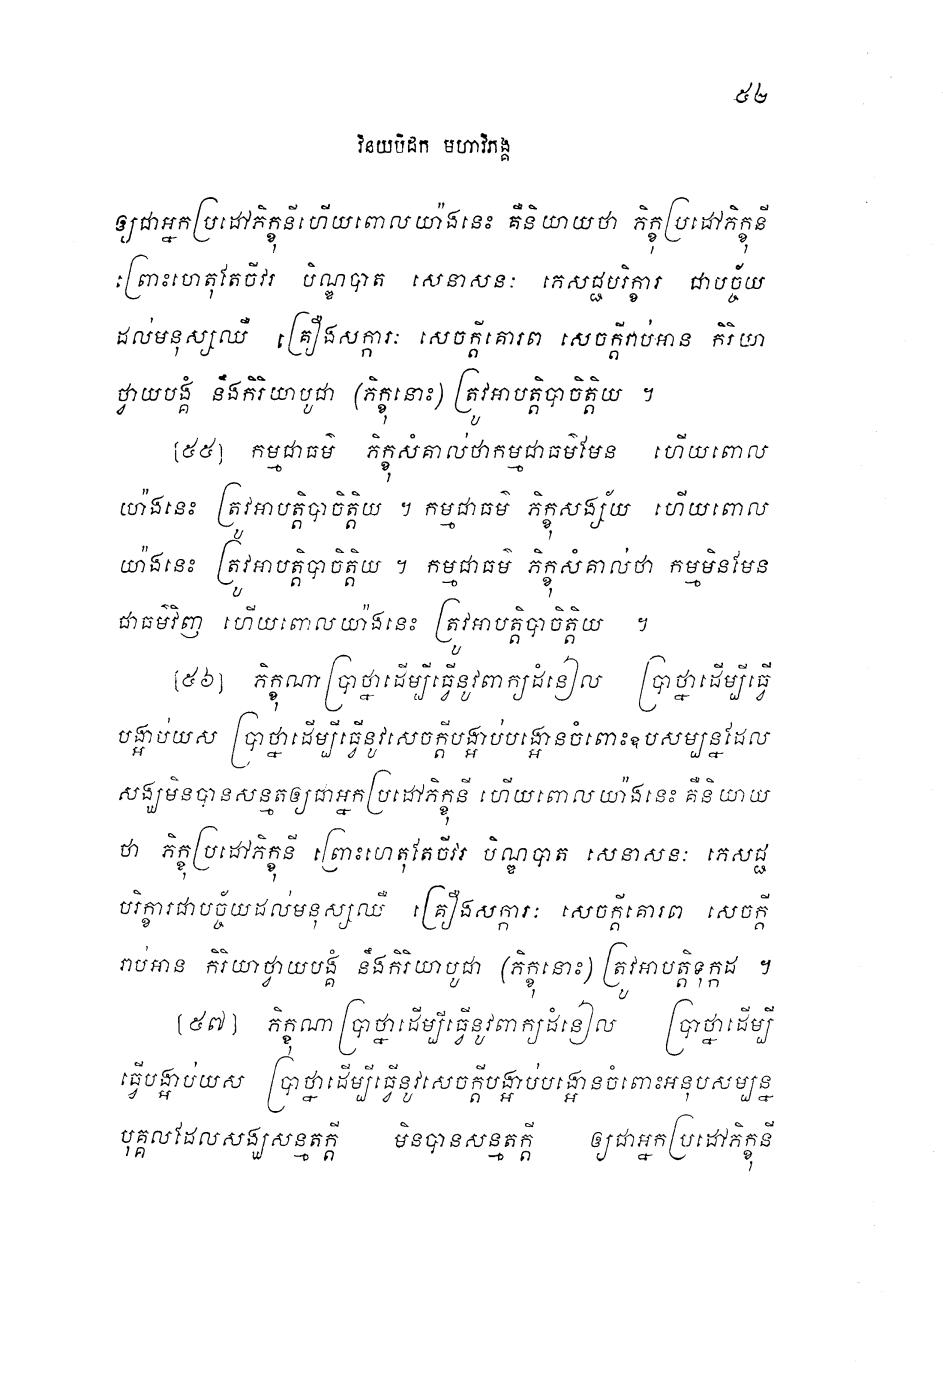 ៥២
វិនយបិដក មហាវិភង្គ
ឲ្យជាអ្នកប្រដៅភិក្ខុនីហើយពោលយ៉ាងនេះ គឺនិយាយថា ភិក្ខុប្រដៅភិក្ខុនី
ព្រោះហេតុតែចីវរ បិណ្ឌបាត សេនាសនៈ ភេសជ្ជបរិក្ខារ ជាបច្ច័យ
ដល់មនុស្សឈឺ គ្រឿងសក្ការៈ សេចក្តីគោរព សេចក្តីរាប់អាន កិរិយា
ថ្វាយបង្គំ នឹងកិរិយាបូជា (ភិក្ខុនោះ) ត្រូវអាបត្តិបាចិត្តិយ ។
[៥៥] កម្មជាធម៌ ភិក្ខុសំគាល់ថាកម្មជាធម៌មែន ហើយពោល
យ៉ាងនេះ ត្រូវអាបត្តិបាចិត្តិយ ។ កម្មជាធម៌ ភិក្ខុសង្ស័យ ហើយពោល
យ៉ាងនេះ ត្រូវអាបត្តិបាចិត្តិយ ។ កម្មជាធម៌ ភិក្ខុសំគាល់ថា កម្មមិនមែន
ជាធម៌វិញ ហើយពោលយ៉ាងនេះ ត្រូវអាបត្តិបាចិត្តិយ ។
[៥៦] ភិក្ខុណាប្រាថ្នាដើម្បីធ្វើនូវពាក្យដំនៀល ប្រាថ្នាដើម្បីធ្វើ
បង្អាប់យស ប្រាថ្នាដើម្បីធ្វើនូវសេចក្តីបង្អាប់បង្អោនចំពោះឧបសម្បន្នដែល
សង្ឃមិនបានសន្មតឲ្យជាអ្នកប្រដៅភិក្ខុនី ហើយពោលយ៉ាងនេះ គឺនិយាយ
ថា ភិក្ខុប្រដៅភិក្ខុនី ព្រោះហេតុតែចីវរ បិណ្ឌបាត សេនាសនៈ ភេសជ្ជ
បរិក្ខារជាបច្ច័យដល់មនុស្សឈឺ គ្រឿងសក្ការៈ សេចក្តីគោរព សេចក្តី
រាប់អាន កិរិយាថ្វាយបង្គំ នឹងកិរិយាបូជា (ភិក្ខុនោះ) ត្រូវអាបត្តិទុក្កដ ។
[៥៧] ភិក្ខុណាប្រាថ្នាដើម្បីធ្វើនូវពាក្យដំនៀល ប្រាថ្នាដើម្បី
ធ្វើបង្អាប់យស ប្រាថ្នាដើម្បីធ្វើនូវសេចក្តីបង្អាប់បង្អោនចំពោះអនុបសម្បន្ន
បុគ្គលដែលសង្ឃសន្មតក្តី មិនបានសន្មតក្តី ឲ្យជាអ្នកប្រដៅភិក្ខុនី